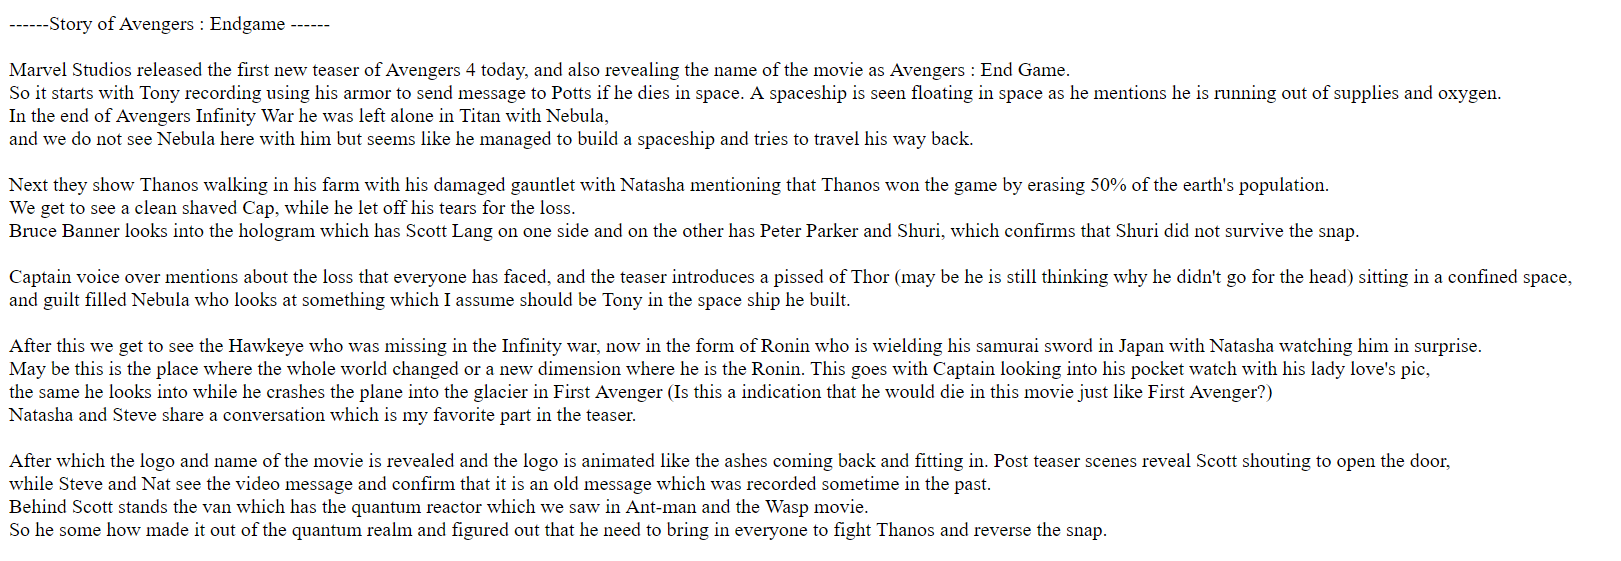 ------Story of Avengers : Endgame ------
Marvel Studios released the first new teaser of Avengers 4 today, and also revealing the name of the movie as Avengers : End Game.
So it starts with Tony recording using his armor to send message to Potts if he dies in space. A spaceship is seen floating in space as he mentions he is running out of supplies and oxygen.
In the end of Avengers Infinity War he was left alone in Titan with Nebula,
and we do not see Nebula here with him but seems like he managed to build a spaceship and tries to travel his way back.
Next they show Thanos walking in his farm with his damaged gauntlet with Natasha mentioning that Thanos won the game by erasing 50% of the earth's population.
We get to see a clean shaved Cap, while he let off his tears for the loss.
Bruce Banner looks into the hologram which has Scott Lang on one side and on the other has Peter Parker and Shuri, which confirms that Shuri did not survive the snap.
Captain voice over mentions about the loss that everyone has faced, and the teaser introduces a pissed of Thor (may be he is still thinking why he didn't go for the head) sitting in a confined space,
and guilt filled Nebula who looks at something which I assume should be Tony in the space ship he built.
After this we get to see the Hawkeye who was missing in the Infinity war, now in the form of Ronin who is wielding his samurai sword in Japan with Natasha watching him in surprise.
May be this is the place where the whole world changed or a new dimension where he is the Ronin. This goes with Captain looking into his pocket watch with his lady love's pic,
the same he looks into while he crashes the plane into the glacier in First Avenger (Is this a indication that he would die in this movie just like First Avenger?)
Natasha and Steve share a conversation which is my favorite part in the teaser.
After which the logo and name of the movie is revealed and the logo is animated like the ashes coming back and fitting in. Post teaser scenes reveal Scott shouting to open the door,
while Steve and Nat see the video message and confirm that it is an old message which was recorded sometime in the past.
Behind Scott stands the van which has the quantum reactor which we saw in Ant-man and the Wasp movie.
So he some how made it out of the quantum realm and figured out that he need to bring in everyone to fight Thanos and reverse the snap.